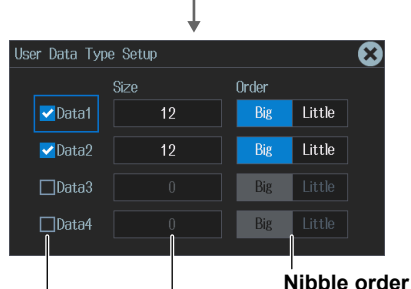 User Data Type Setup
Size Order
Data1 12 Big Little
Data2 12 Big Little
Data3 0 Big Little
Data4 0 Big Little
Nibble order